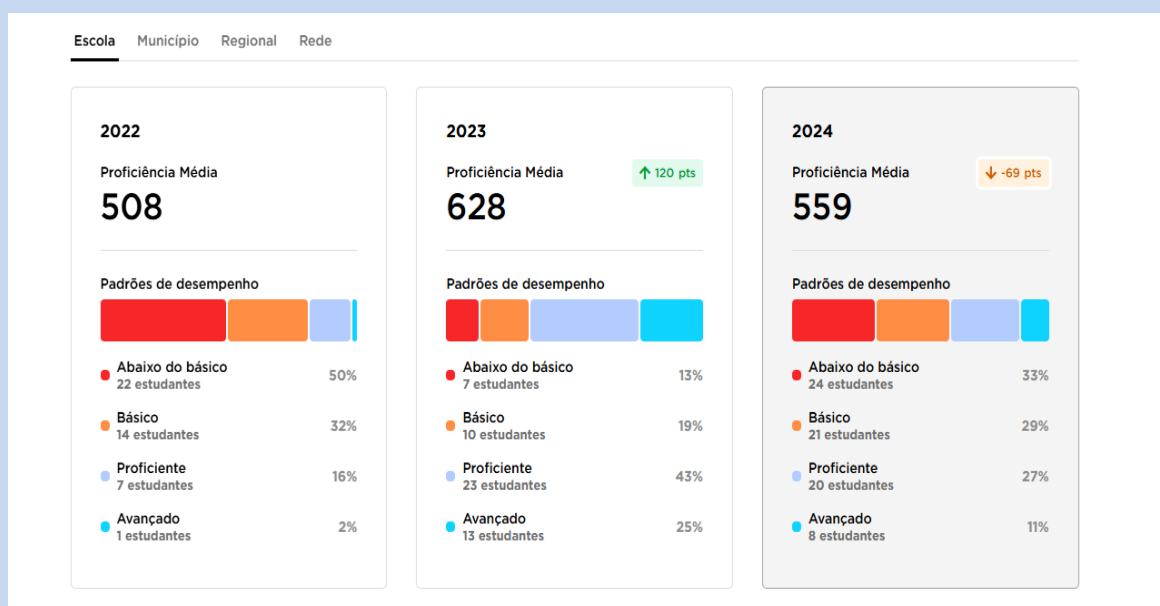 Escola Município Regional Rede
2022
Proficiência Média
508
Padrões de desempenho
Abaixo do básico
22 estudantes
50%
Básico
14 estudantes
32%
Proficiente
7 estudantes
16%
Avançado
1 estudantes
2%
2023
Proficiência Média
↑ 120 pts
628
Padrões de desempenho
Abaixo do básico
7 estudantes
13%
Básico
10 estudantes
19%
Proficiente
23 estudantes
43%
Avançado
13 estudantes
25%
2024
Proficiência Média
↓ -69 pts
559
Padrões de desempenho
Abaixo do básico
24 estudantes
33%
Básico
21 estudantes
29%
Proficiente
20 estudantes
27%
Avançado
8 estudantes
11%